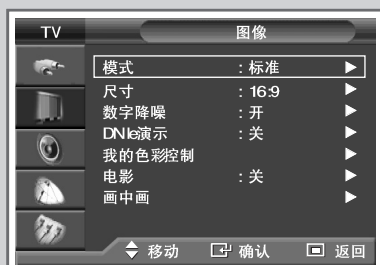 TV 图像
模式 : 标准
尺寸 : 16:9
数字降噪 : 开
DNIe演示 : 关
我的色彩控制
电影 : 关
画中画
移动 确认 返回